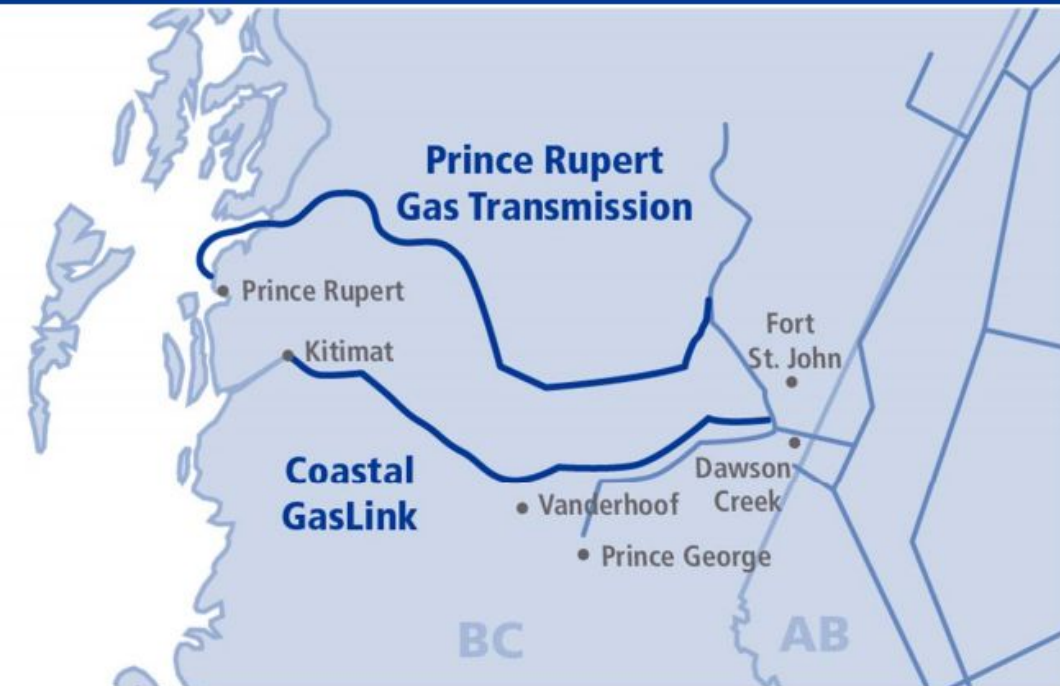 Prince Rupert
Gas Transmission
Prince Rupert
Kitimat
Fort
St. John
Coastal
GasLink
Dawson
Creek
Vanderhoof
Prince George
BC
AB